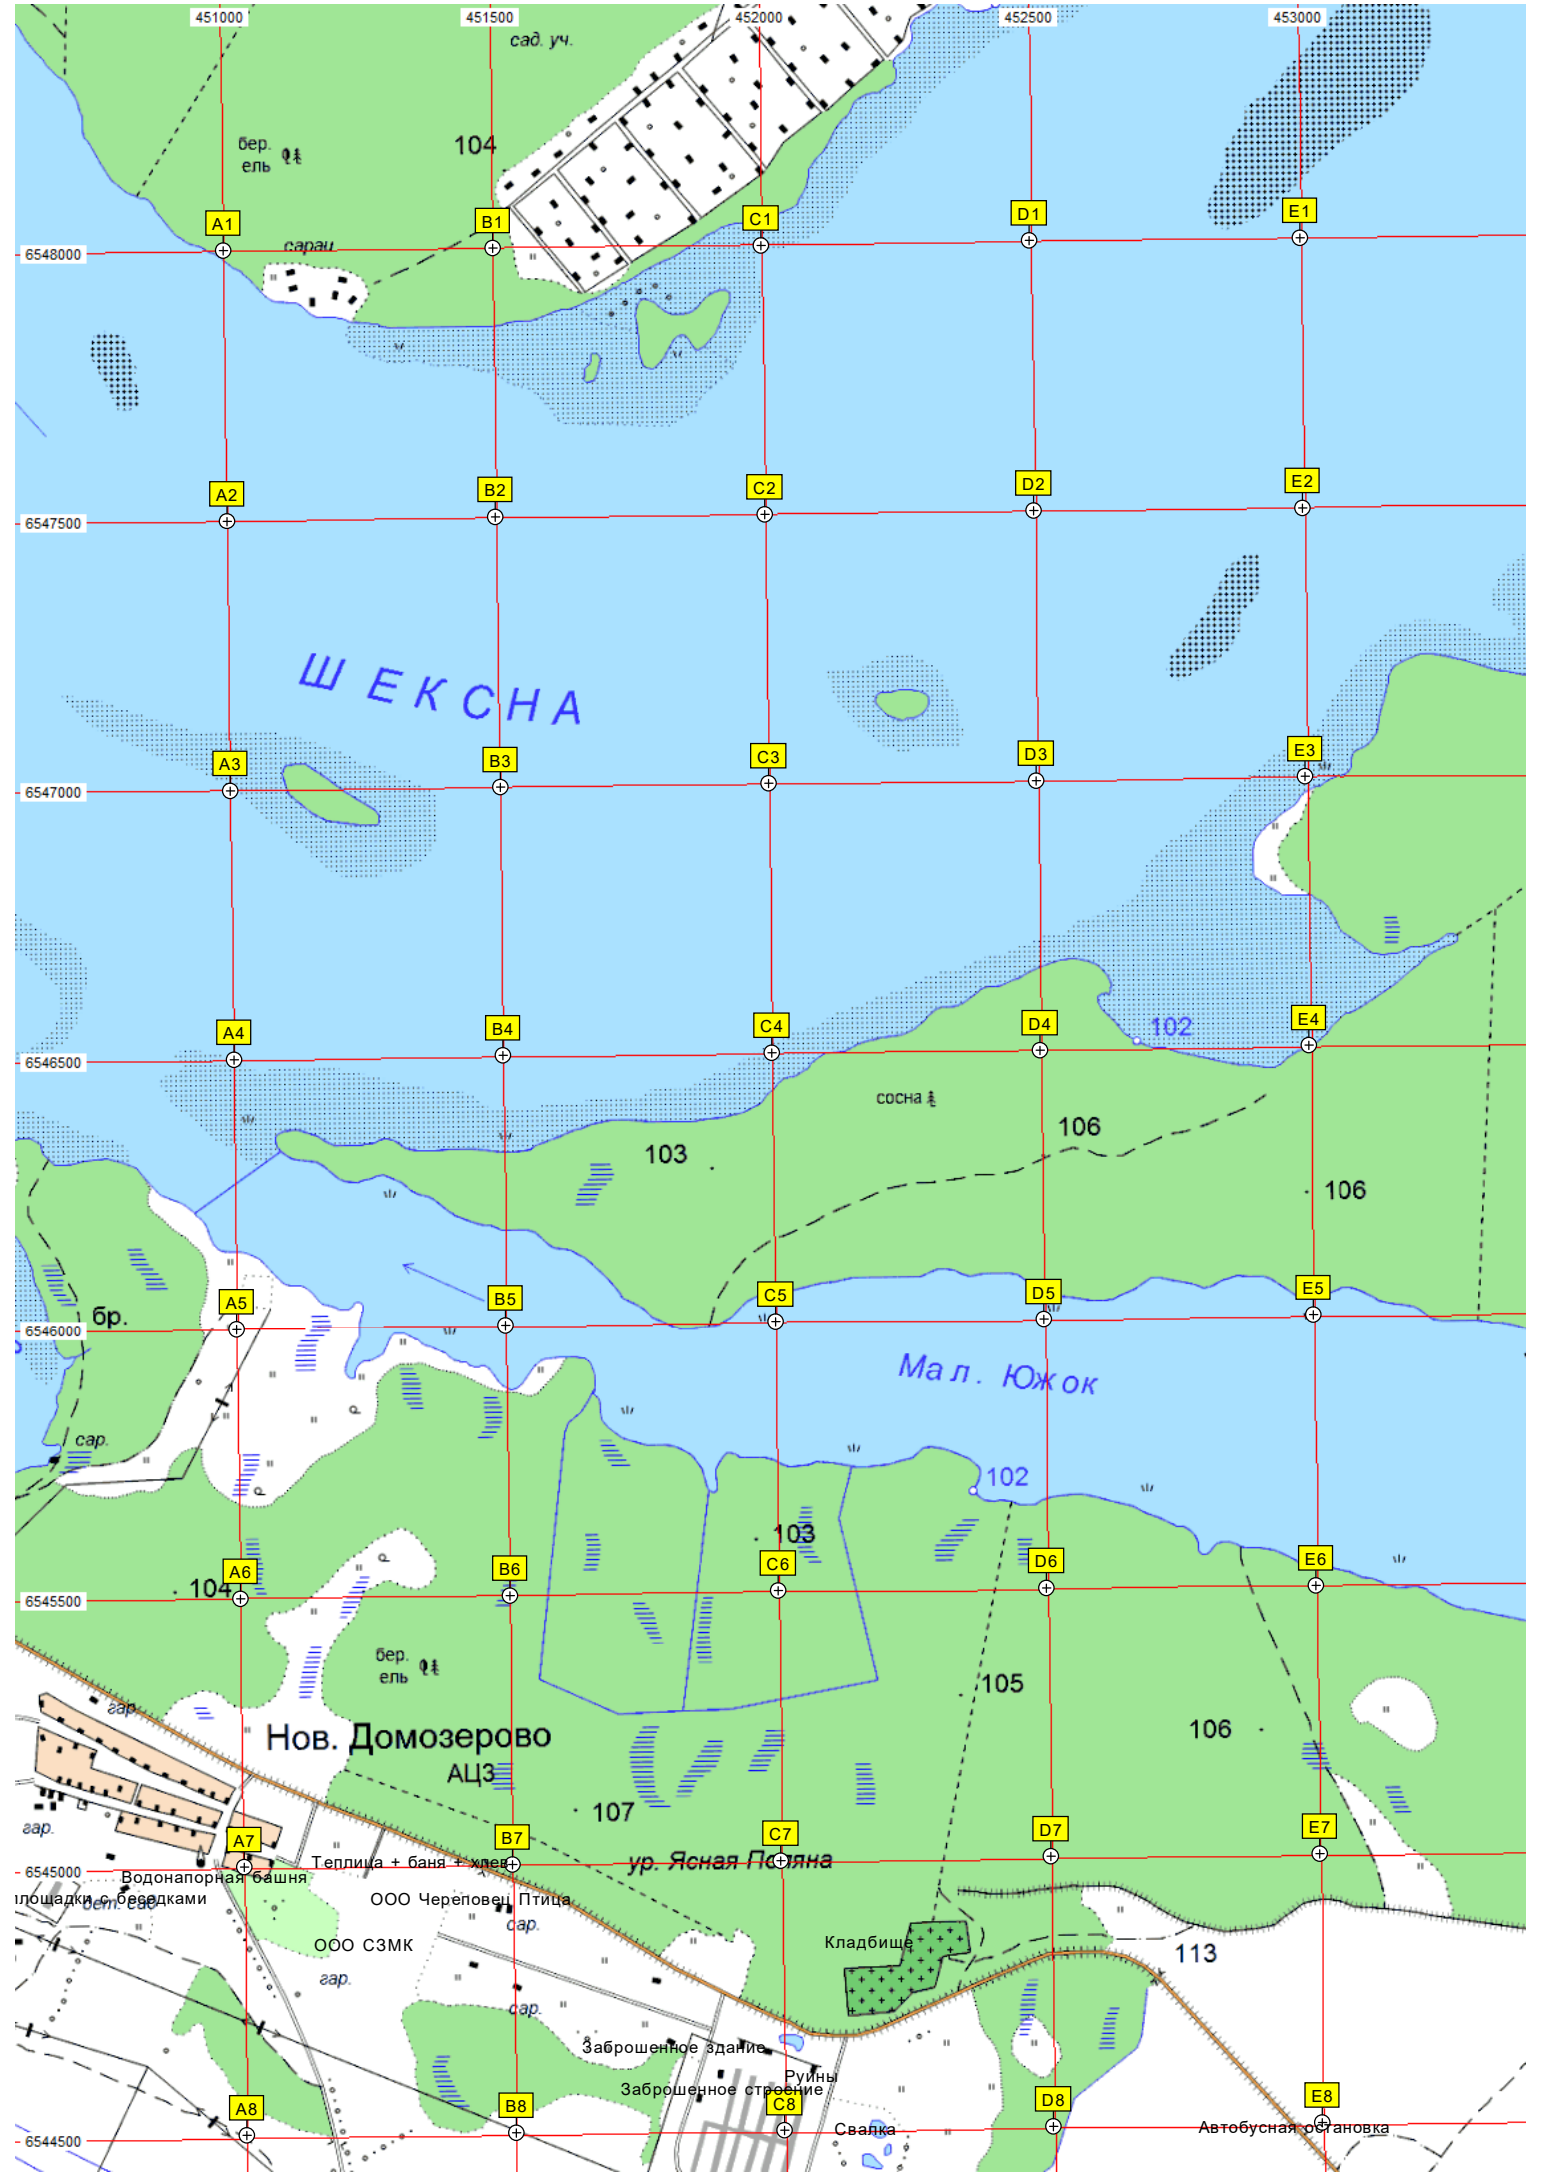 451000 451500 452000 452500 453000
сад. уч.
104
бер.
ель
A1 B1 C1 D1 E1
сараи
6548000
A2 B2 C2 D2 E2
6547500
ШЕКСНА
A3 B3 C3 D3 E3
6547000
A4 B4 C4 D4 E4
102
6546500
сосна
103
106
106
A5 B5 C5 D5 E5
бр.
6546000
Мал. Южок
сар.
102
103
A6 B6 C6 D6 E6
104
6545500
бер.
ель
105
гар.
106
Нов. Домозерово
АЦЗ
107
гар.
A7 B7 C7 D7 E7
6545000
Теплица + баня + хлев
ур. Ясная Поляна
Водонапорная башня
площадки с беседками
ООО Череповец Птица
сар.
ООО СЗМК
Кладбище
113
гар.
сар.
Заброшенное здание
Руины
Заброшенное строение
A8 B8 C8 D8 E8
Свалка
Автобусная остановка
6544500